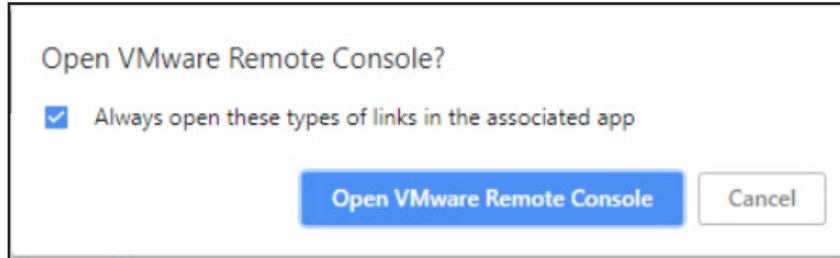 Open VMware Remote Console?
Always open these types of links in the associated app
Open VMware Remote Console Cancel